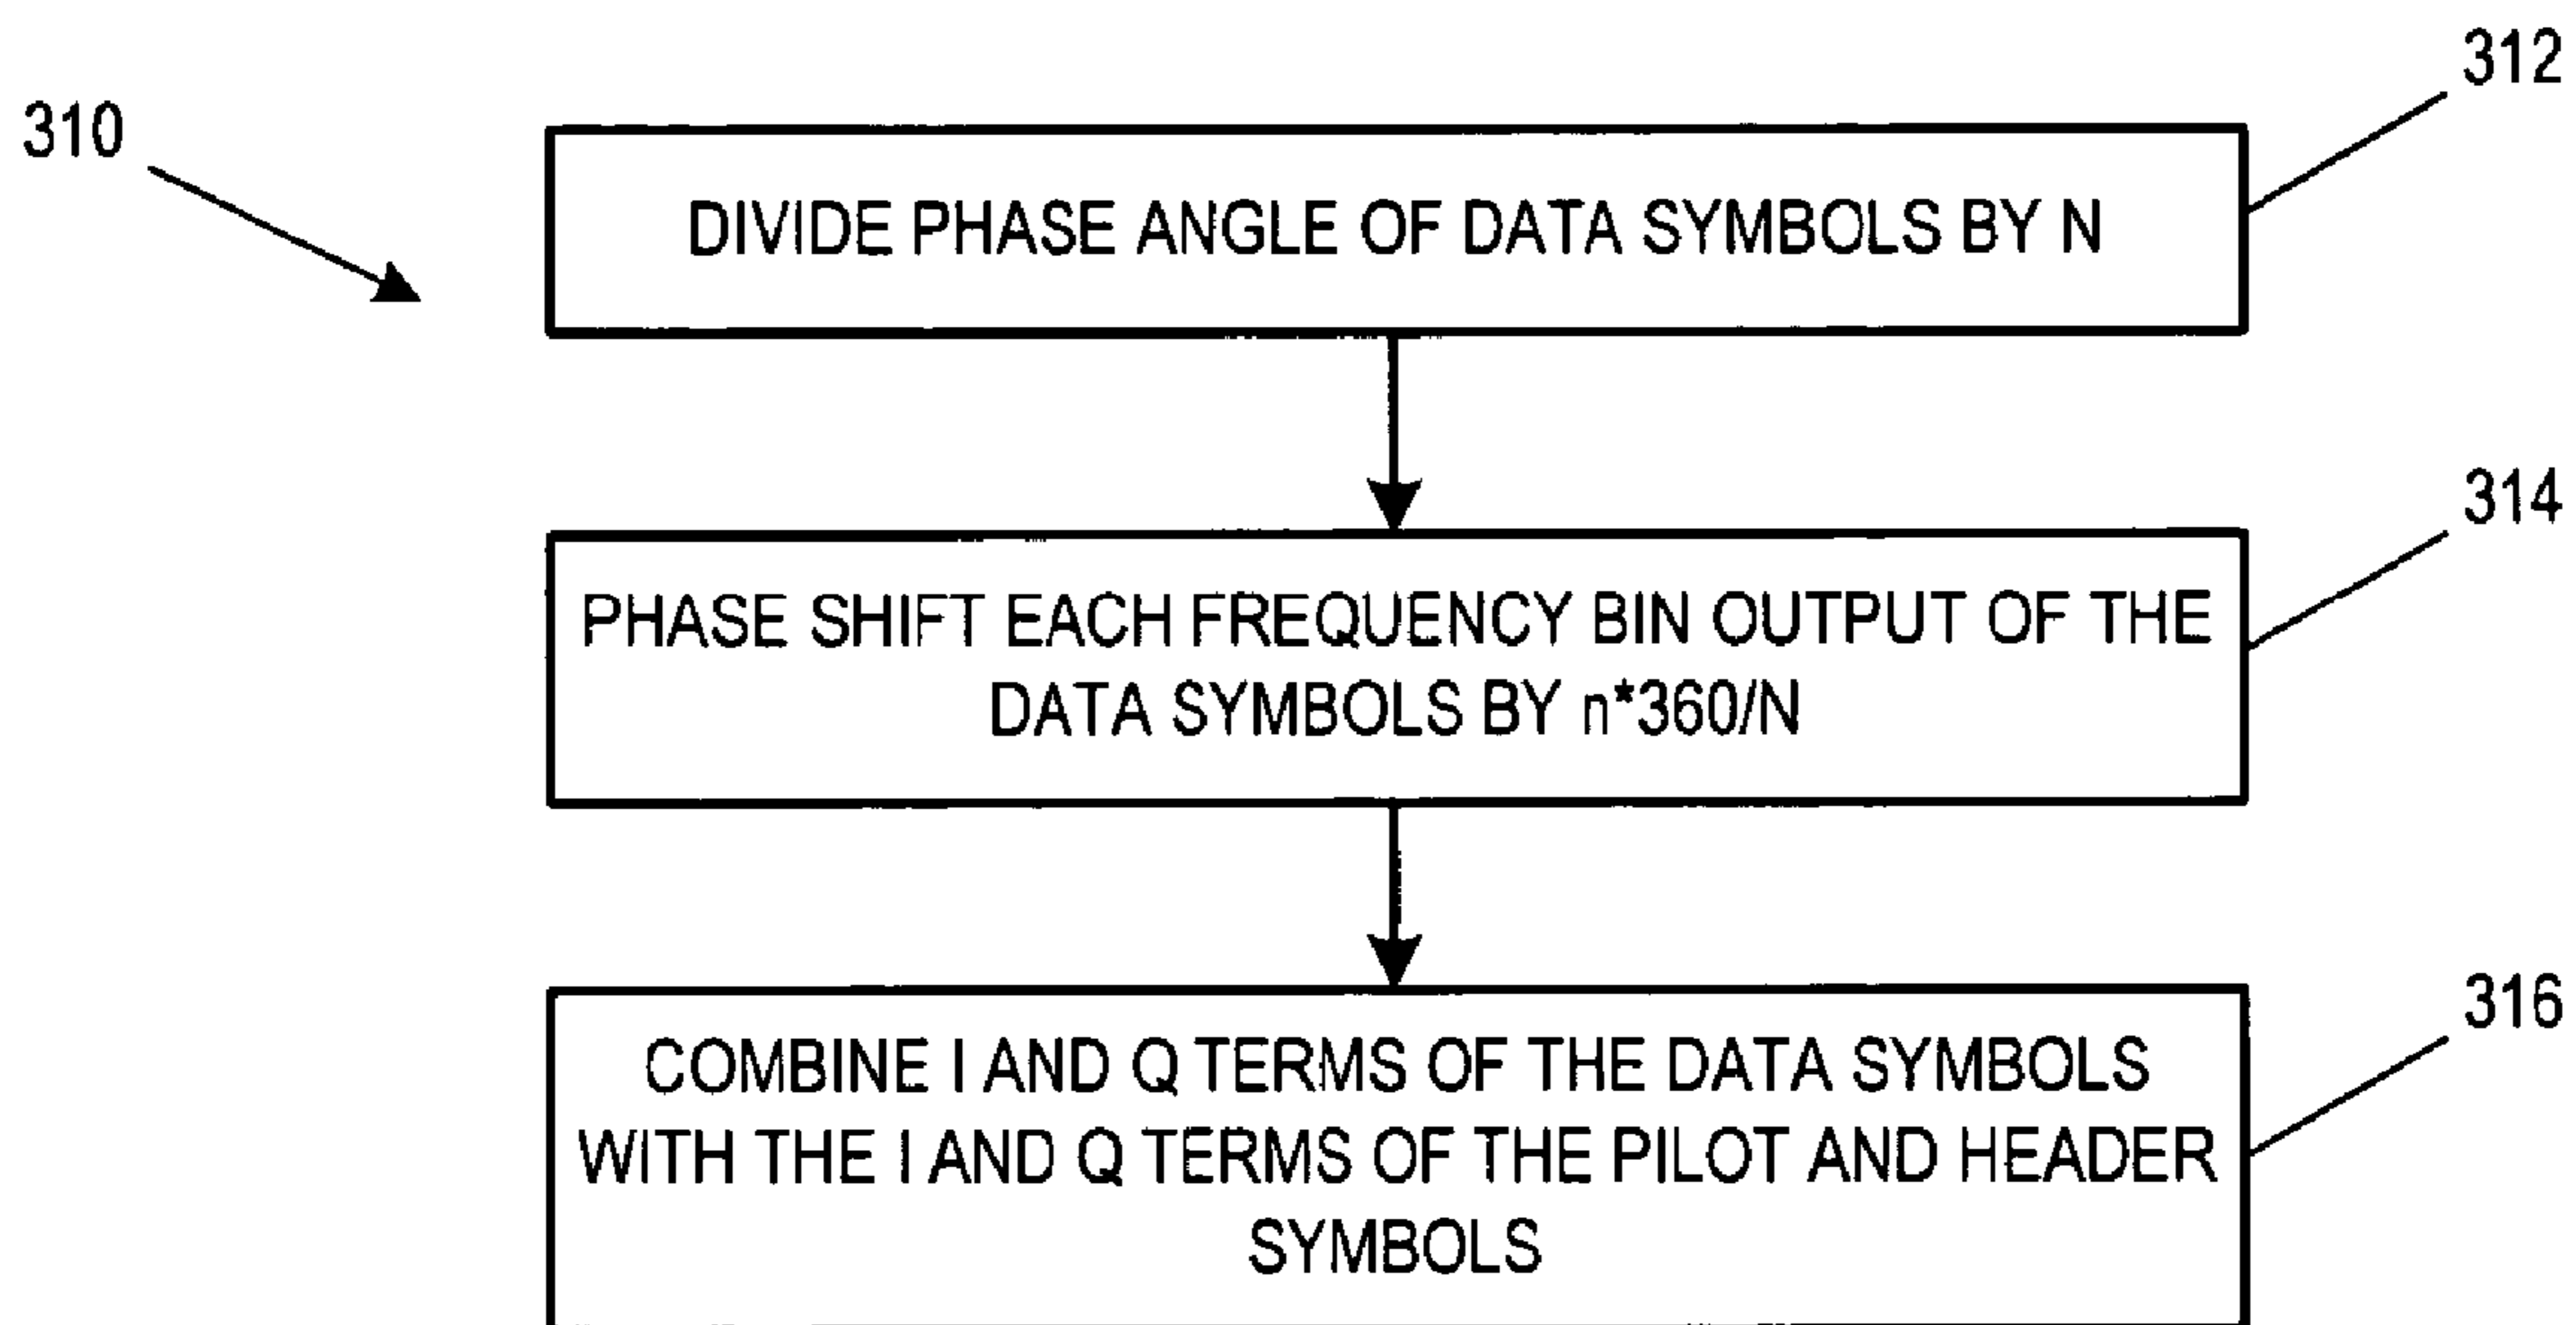 312
310
DIVIDE PHASE ANGLE OF DATA SYMBOLS BY N
314
PHASE SHIFT EACH FREQUENCY BIN OUTPUT OF THE
DATA SYMBOLS BY n*360/N
316
COMBINE I AND Q TERMS OF THE DATA SYMBOLS
WITH THE I AND Q TERMS OF THE PILOT AND HEADER
SYMBOLS